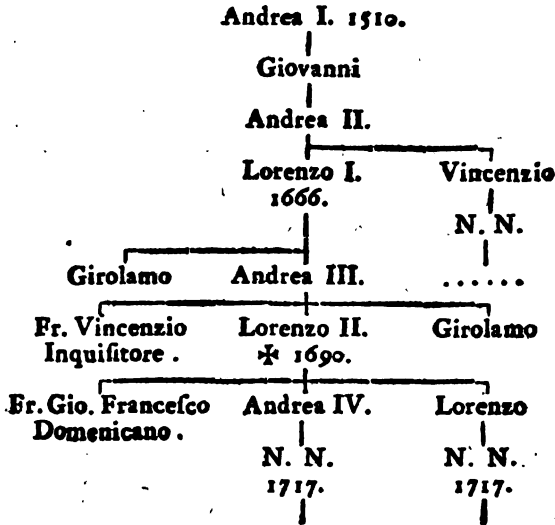 Andrea I. 1510.
Giovanni
Andrea II.
Lorenzo I. Vincenzio
1666.
N. N.
Girolamo Andrea III. . . . . . .
Fr. Vincenzio Lorenzo II. Girolamo
Inquiſitore . ✠ 1690.
Fr. Gio. Franceſco Andrea IV. Lorenzo
Domenicano .
N. N. N. N.
1717. 1717.